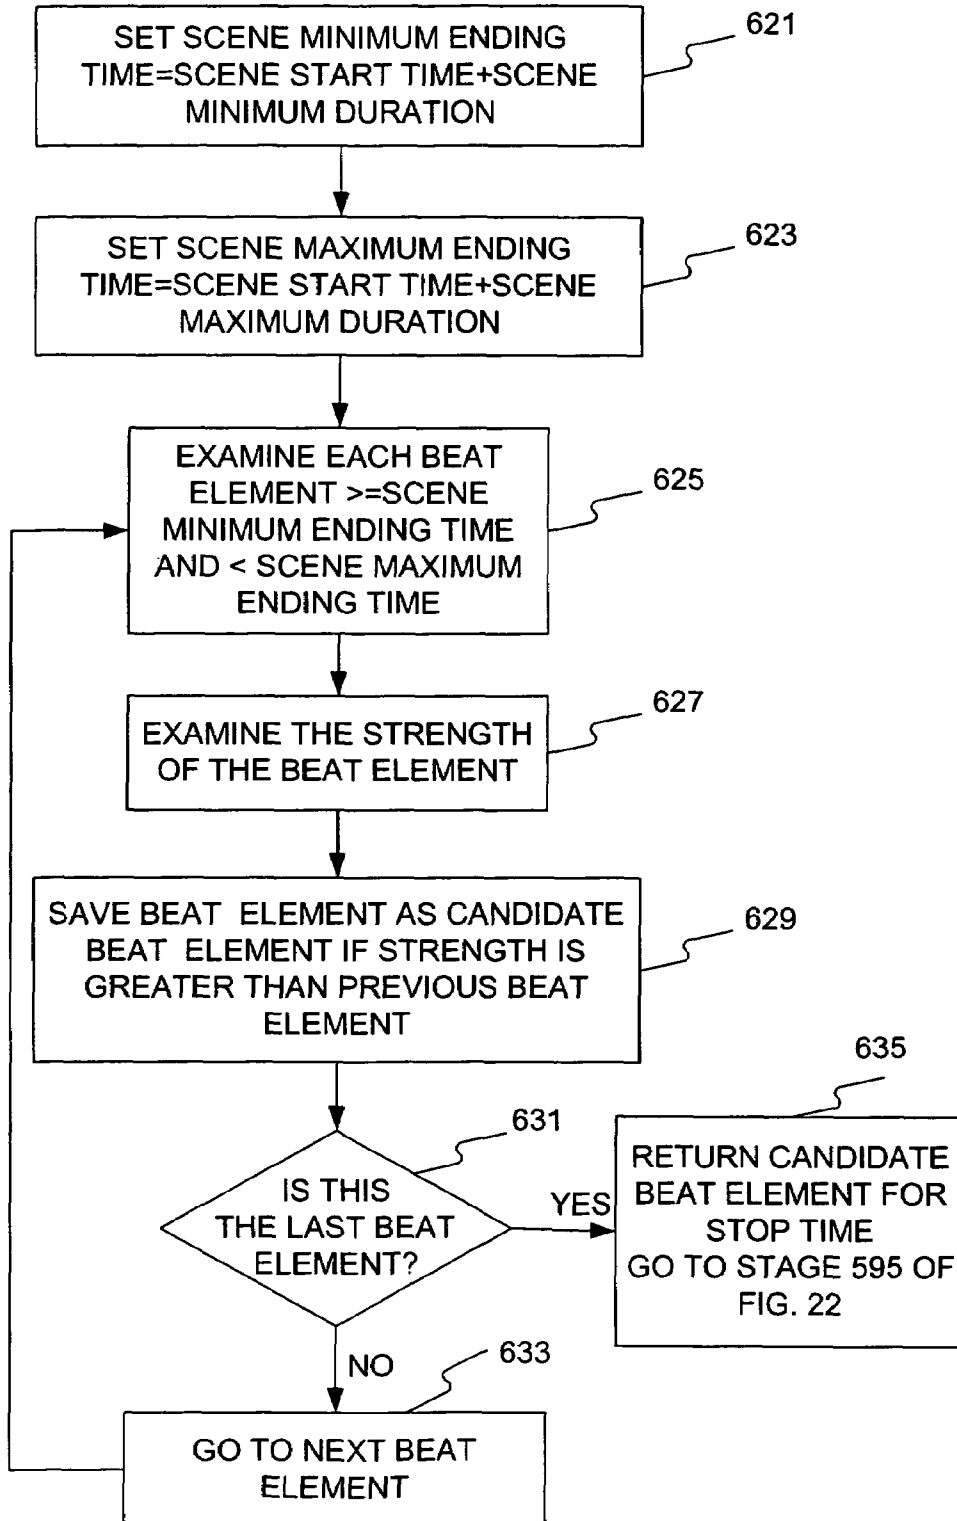 SET SCENE MINIMUM ENDING
TIME=SCENE START TIME+SCENE
MINIMUM DURATION
621
SET SCENE MAXIMUM ENDING
TIME=SCENE START TIME+SCENE
MAXIMUM DURATION
623
EXAMINE EACH BEAT
ELEMENT >=SCENE
MINIMUM ENDING TIME
AND < SCENE MAXIMUM
ENDING TIME
625
EXAMINE THE STRENGTH
OF THE BEAT ELEMENT
627
SAVE BEAT ELEMENT AS CANDIDATE
BEAT ELEMENT IF STRENGTH IS
GREATER THAN PREVIOUS BEAT
ELEMENT
629
IS THIS
THE LAST BEAT
ELEMENT?
631
YES
RETURN CANDIDATE
BEAT ELEMENT FOR
STOP TIME
GO TO STAGE 595 OF
FIG. 22
635
NO
GO TO NEXT BEAT
ELEMENT
633